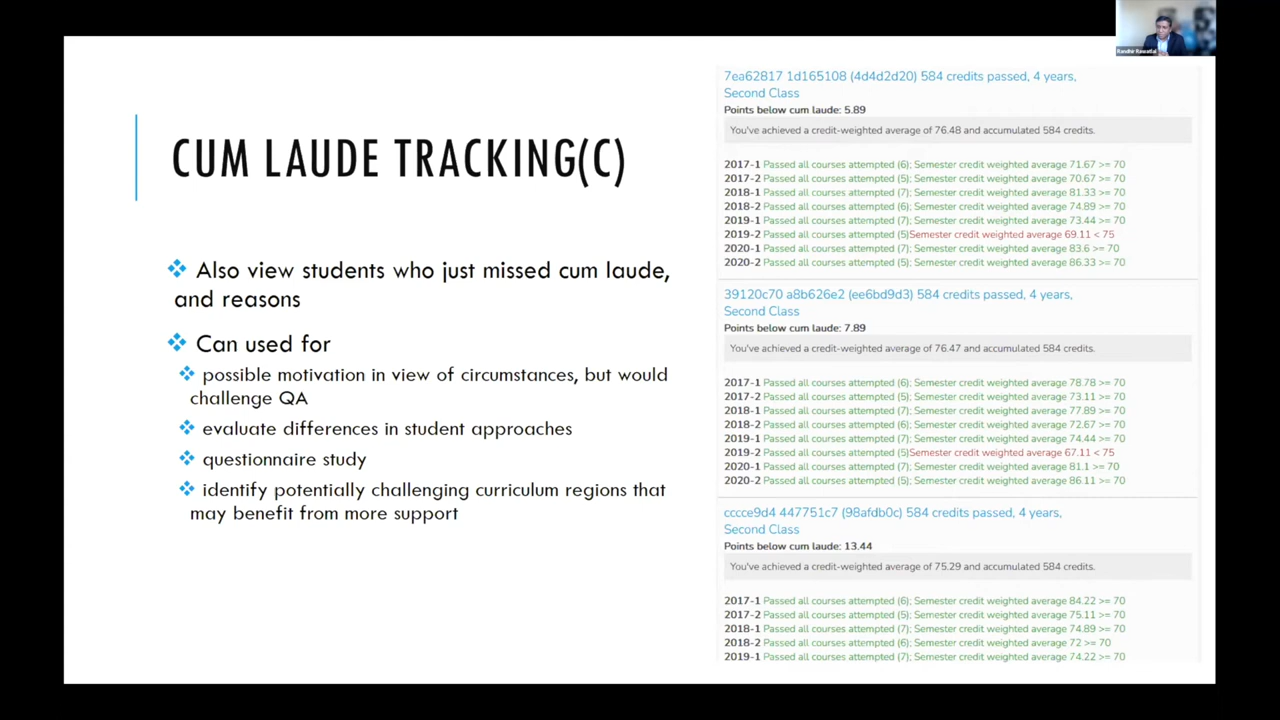 Randhir Rawatlal
CUM LAUDE TRACKING(C)
Also view students who just missed cum laude,
and reasons
Can used for
possible motivation in view of circumstances, but would
challenge QA
evaluate differences in student approaches
questionnaire study
identify potentially challenging curriculum regions that
may benefit from more support
7ea62817 1d165108 (4d4d2d20) 584 credits passed, 4 years,
Second Class
Points below cum laude: 5.89
You've achieved a credit-weighted average of 76.48 and accumulated 584 credits.
2017-1 Passed all courses attempted (6); Semester credit weighted average 71.67 >= 70
2017-2 Passed all courses attempted (5); Semester credit weighted average 70.67 >= 70
2018-1 Passed all courses attempted (7); Semester credit weighted average 81.33 >= 70
2018-2 Passed all courses attempted (6); Semester credit weighted average 74.89 >= 70
2019-1 Passed all courses attempted (7); Semester credit weighted average 73.44 >= 70
2019-2 Passed all courses attempted (5)Semester credit weighted average 69.11 < 75
2020-1 Passed all courses attempted (7); Semester credit weighted average 83.6 >= 70
2020-2 Passed all courses attempted (5); Semester credit weighted average 86.33 >= 70
39120c70 a8b626e2 (ee6bd9d3) 584 credits passed, 4 years,
Second Class
Points below cum laude: 7.89
You've achieved a credit-weighted average of 76.47 and accumulated 584 credits.
2017-1 Passed all courses attempted (6); Semester credit weighted average 78.78 >= 70
2017-2 Passed all courses attempted (5); Semester credit weighted average 73.11 >= 70
2018-1 Passed all courses attempted (7); Semester credit weighted average 77.89 >= 70
2018-2 Passed all courses attempted (6); Semester credit weighted average 72.67 >= 70
2019-1 Passed all courses attempted (7); Semester credit weighted average 74.44 >= 70
2019-2 Passed all courses attempted (5)Semester credit weighted average 67.11 < 75
2020-1 Passed all courses attempted (7); Semester credit weighted average 81.1 >= 70
2020-2 Passed all courses attempted (5); Semester credit weighted average 86.11 >= 70
cccce9d4 447751c7 (98afdb0c) 584 credits passed, 4 years,
Second Class
Points below cum laude: 13.44
You've achieved a credit-weighted average of 75.29 and accumulated 584 credits.
2017-1 Passed all courses attempted (6); Semester credit weighted average 84.22 >= 70
2017-2 Passed all courses attempted (5); Semester credit weighted average 75.11 >= 70
2018-1 Passed all courses attempted (7); Semester credit weighted average 74.89 >= 70
2018-2 Passed all courses attempted (6); Semester credit weighted average 72 >= 70
2019-1 Passed all courses attempted (7); Semester credit weighted average 74.22 >= 70